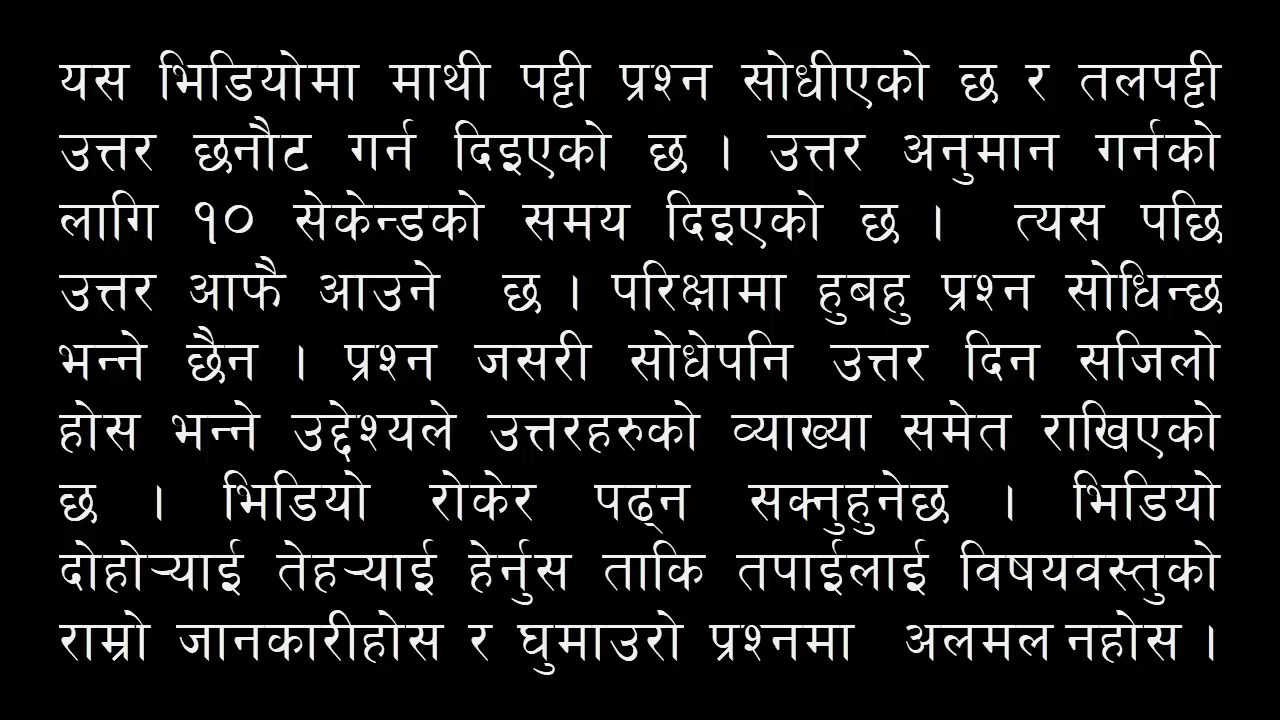 यस भिडियोमा माथी पट्टी प्रश्न सोधीएको छ र तलपट्टी
उत्तर छनौट गर्न दिइएको छ । उत्तर अनुमान गर्नको
लागि १० सेकेन्डको समय दिइएको छ । त्यस पछि
उत्तर आफै आउने छ । परिक्षामा हुबहु प्रश्न सोधिन्छ
भन्ने छैन । प्रश्न जसरी सोधेपनि उत्तर दिन सजिलो
होस भन्ने उद्देश्यले उत्तरहरुको व्याख्या समेत राखिएको
छ । भिडियो रोकेर पढ्न सक्नुहुनेछ । भिडियो
दोहोऱ्याई तेहऱ्याई हेर्नुस ताकि तपाईलाई विषयवस्तुको
राम्रो जानकारीहोस र घुमाउरो प्रश्नमा अलमल नहोस ।